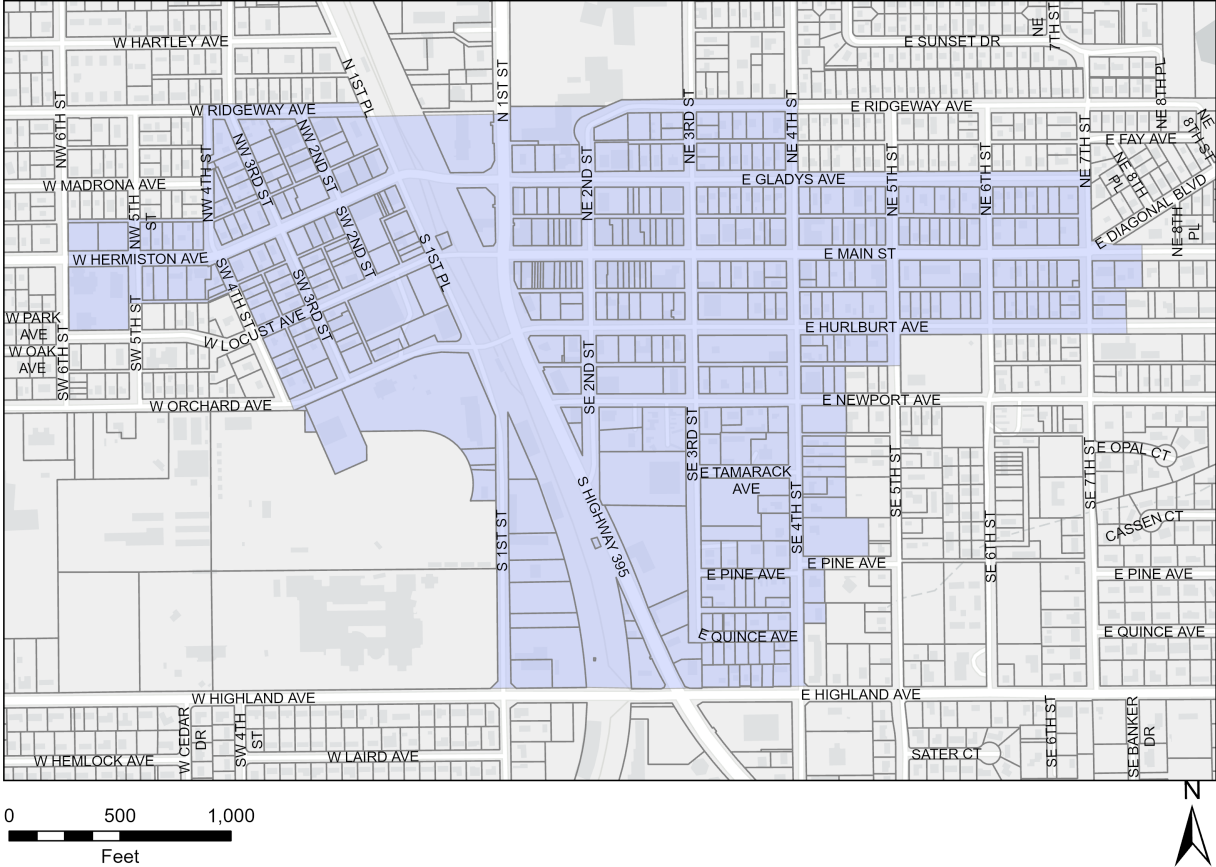 W HARTLEY AVE
E SUNSET DR
NE
7TH ST
N 1ST PL
N 1ST ST
NE 8TH PL
NW 6TH ST
W RIDGEWAY AVE
NE 3RD ST
NE 4TH ST
E RIDGEWAY AVE
NE
8TH ST
NW 4TH ST
NW 3RD ST
NW 2ND ST
NE 2ND ST
NE 5TH ST
NE 6TH ST
NE 7TH ST
E FAY AVE
NE 8TH
PL
W MADRONA AVE
E GLADYS AVE
E DIAGONAL BLVD
NW 5TH
ST
SW 2ND ST
S 1ST PL
NE 8TH
PL
W HERMISTON AVE
E MAIN ST
SW 4TH ST
SW 3RD ST
W PARK
AVE
W LOCUST AVE
E HURLBURT AVE
W OAK
AVE
SW 6TH ST
SW 5TH ST
SE 2ND ST
W ORCHARD AVE
E NEWPORT AVE
SE 3RD ST
E TAMARACK
AVE
SE 4TH ST
SE 5TH ST
SE 7TH ST
E OPAL CT
S HIGHWAY 395
S 1ST ST
SE 6TH ST
CASSEN CT
E PINE AVE
E PINE AVE
E PINE AVE
E QUINCE AVE
E QUINCE AVE
W HIGHLAND AVE
E HIGHLAND AVE
W CEDAR
DR
SW 4TH
ST
SE 6TH ST
SE BANKER
DR
W HEMLOCK AVE
W LAIRD AVE
SATER CT
N
0 500 1,000
Feet